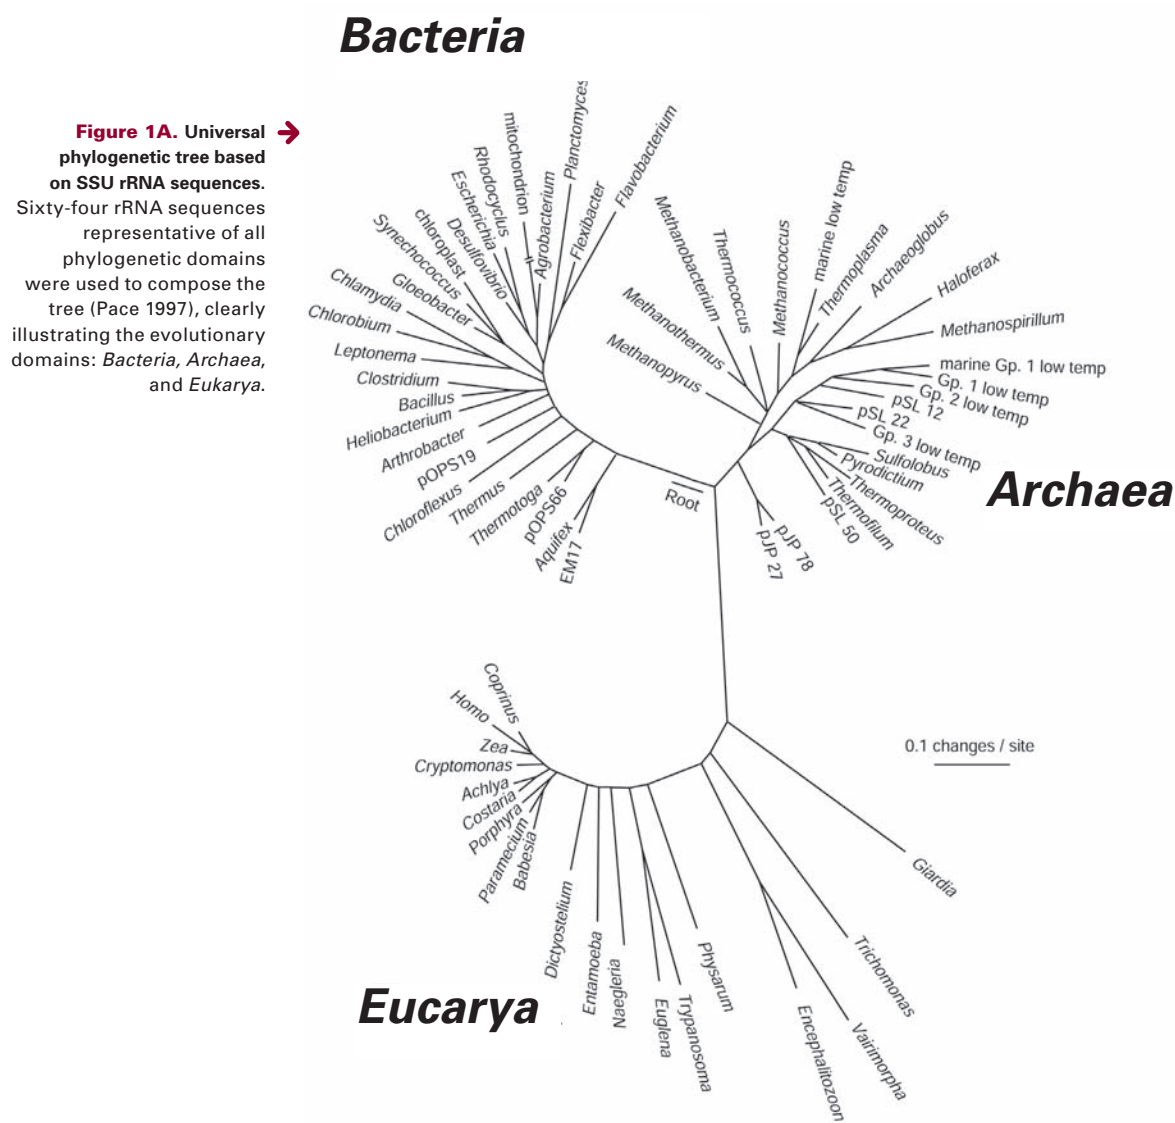 Bacteria
Figure 1A. Universal
phylogenetic tree based
on SSU rRNA sequences.
Sixty-four rRNA sequences
representative of all
phylogenetic domains
were used to compose the
tree (Pace 1997), clearly
illustrating the evolutionary
domains: Bacteria, Archaea,
and Eukarya.
Planctomyces
Flavobacterium
mitochondrion
Rhodocyclus
Escherichia
Desulfovibrio
Agrobacterium
Flexibacter
chloroplast
Synechococcus
Gloeobacter
Chlamydia
Chlorobium
Leptonema
Clostridium
Bacillus
Heliobacterium
Arthrobacter
pOPS19
Chloroflexus
Thermus
Thermotoga
pOPS66
Aquifex
EM17
Root
Methanopyrus
Methanothermus
Methanobacterium
Thermococcus
Methanococcus
marine low temp
Thermoplasma
Archaeoglobus
Haloferax
Methanospirillum
marine Gp. 1 low temp
Gp. 1 low temp
Gp. 2 low temp
pSL 12
pSL 22
Gp. 3 low temp
Sulfolobus
Pyrodictium
Thermoproteus
Thermofilum
pSL 50
pJP 78
pJP 27
Archaea
Coprinus
Homo
Zea
Cryptomonas
Achlya
Costaria
Porphyra
Paramecium
Babesia
Dictyostelium
Entamoeba
Naegleria
Euglena
Trypanosoma
Physarum
Encephalitozoon
Vairimorpha
Trichomonas
Giardia
0.1 changes / site
Eucarya